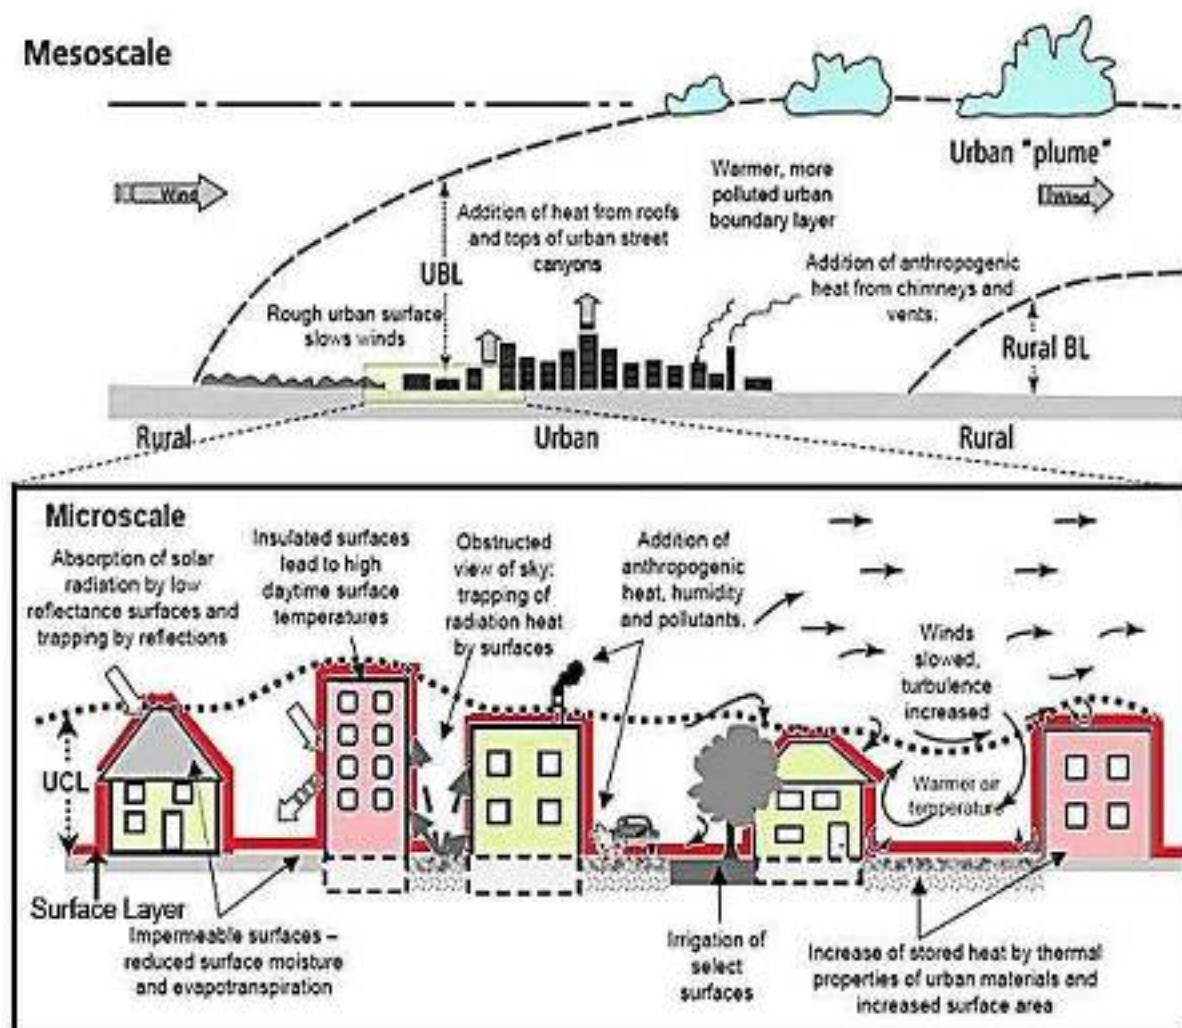 Mesoscale
Wind
Urban "plume"
Wind
Warmer, more
polluted urban
boundary layer
Addition of heat from roofs
and tops of urban street
canyons
UBL
Addition of anthropogenic
heat from chimneys and
vents.
Rough urban surface
slows winds
Rural BL
Rural
Urban
Rural
Microscale
Absorption of solar
radiation by low
reflectance surfaces and
trapping by reflections
Insulated surfaces
lead to high
daytime surface
temperatures
Obstructed
view of sky:
trapping of
radiation heat
by surfaces
Addition of
anthropogenic
heat, humidity
and pollutants.
Winds
slowed,
turbulence
increased
UCL
Warmer air
temperature
Surface Layer
Impermeable surfaces –
reduced surface moisture
and evapotranspiration
Irrigation of
select
surfaces
Increase of stored heat by thermal
properties of urban materials and
increased surface area